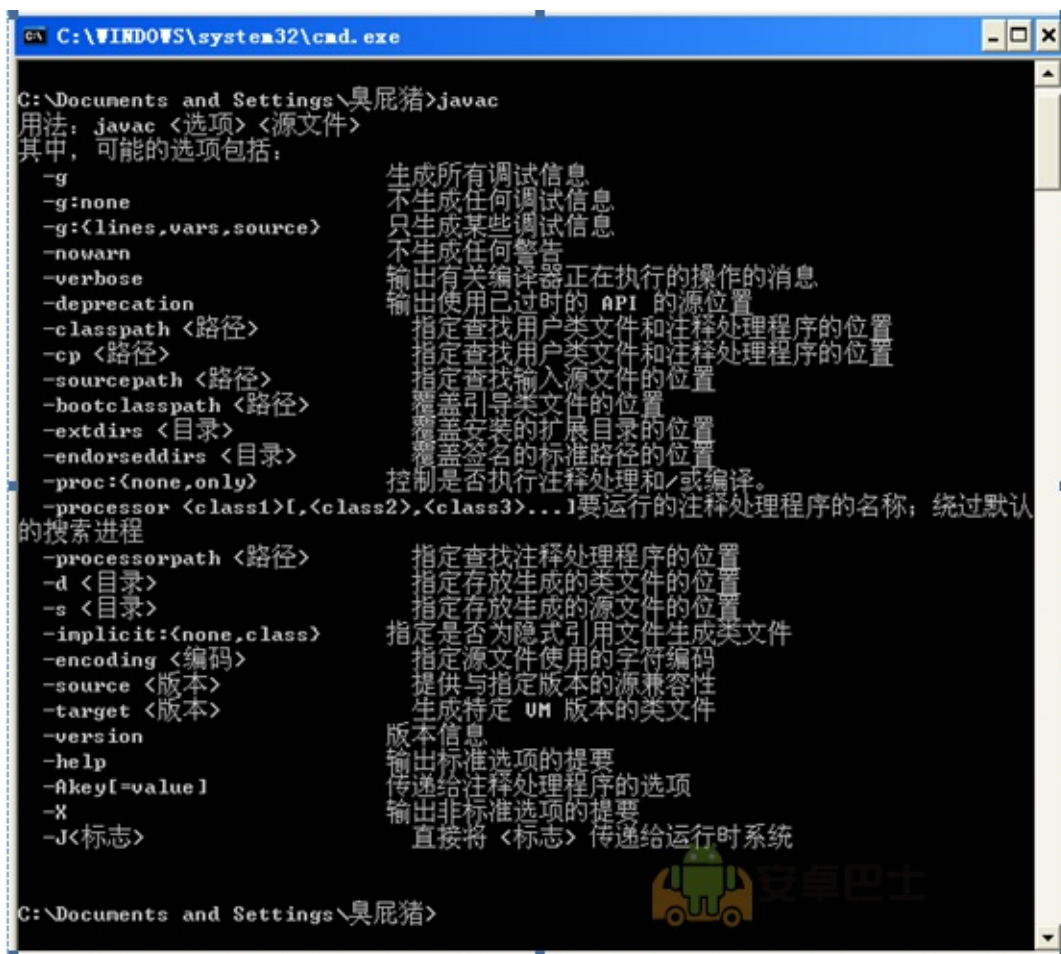 C:\WINDOWS\system32\cmd.exe
C:\Documents and Settings\臭屁猪>javac
用法：javac <选项> <源文件>
其中，可能的选项包括：
-g 生成所有调试信息
-g:none 不生成任何调试信息
-g:{lines,vars,source} 只生成某些调试信息
-nowarn 不生成任何警告
-verbose 输出有关编译器正在执行的操作的消息
-deprecation 输出使用已过时的 API 的源位置
-classpath <路径> 指定查找用户类文件和注释处理程序的位置
-cp <路径> 指定查找用户类文件和注释处理程序的位置
-sourcepath <路径> 指定查找输入源文件的位置
-bootclasspath <路径> 覆盖引导类文件的位置
-extdirs <目录> 覆盖安装的扩展目录的位置
-endorseddirs <目录> 覆盖签名的标准路径的位置
-proc:{none,only} 控制是否执行注释处理和/或编译。
-processor <class1>[,<class2>,<class3>...]要运行的注释处理程序的名称；绕过默认
的搜索进程
-processorpath <路径> 指定查找注释处理程序的位置
-d <目录> 指定存放生成的类文件的位置
-s <目录> 指定存放生成的源文件的位置
-implicit:{none,class} 指定是否为隐式引用文件生成类文件
-encoding <编码> 指定源文件使用的字符编码
-source <版本> 提供与指定版本的源兼容性
-target <版本> 生成特定 VM 版本的类文件
-version 版本信息
-help 输出标准选项的提要
-Akey[=value] 传递给注释处理程序的选项
-X 输出非标准选项的提要
-J<标志> 直接将 <标志> 传递给运行时系统
安卓巴士
C:\Documents and Settings\臭屁猪>